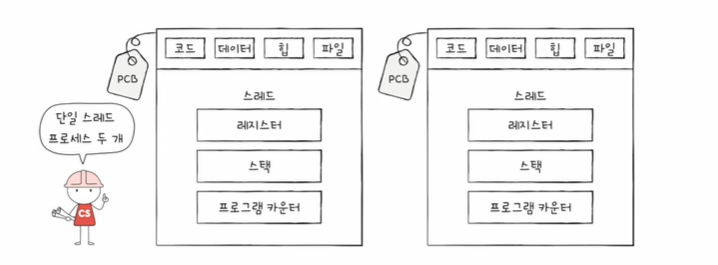 코드 데이터 힙 파일
PCB
스레드
레지스터
스택
프로그램 카운터
단일 스레드
프로세스 두 개
CS
코드 데이터 힙 파일
PCB
스레드
레지스터
스택
프로그램 카운터